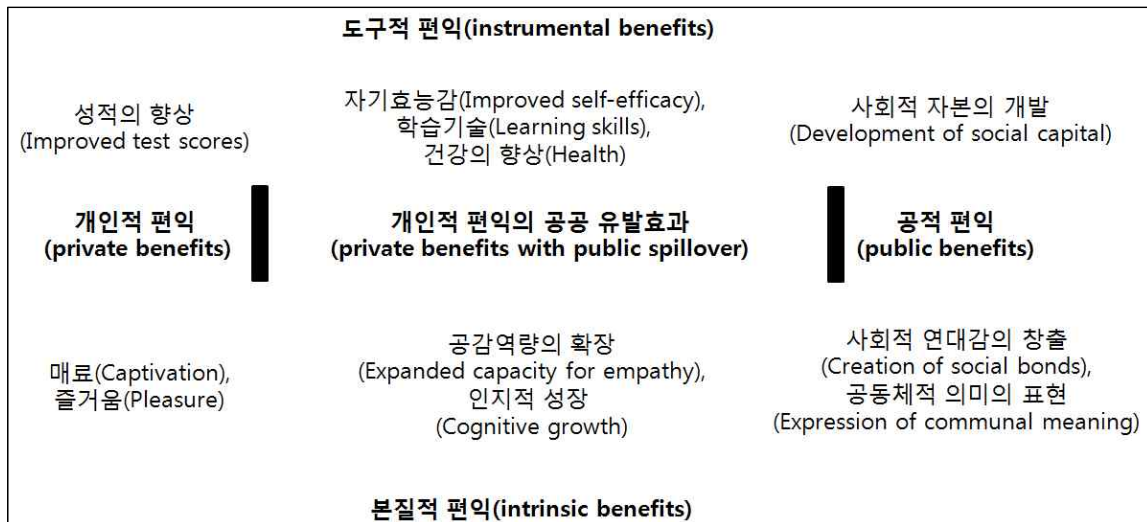 도구적 편익(instrumental benefits)
성적의 향상
(Improved test scores)
자기효능감(Improved self-efficacy),
학습기술(Learning skills),
건강의 향상(Health)
사회적 자본의 개발
(Development of social capital)
개인적 편익
(private benefits)
개인적 편익의 공공 유발효과
(private benefits with public spillover)
공적 편익
(public benefits)
매료(Captivation),
즐거움(Pleasure)
공감역량의 확장
(Expanded capacity for empathy),
인지적 성장
(Cognitive growth)
사회적 연대감의 창출
(Creation of social bonds),
공동체적 의미의 표현
(Expression of communal meaning)
본질적 편익(intrinsic benefits)